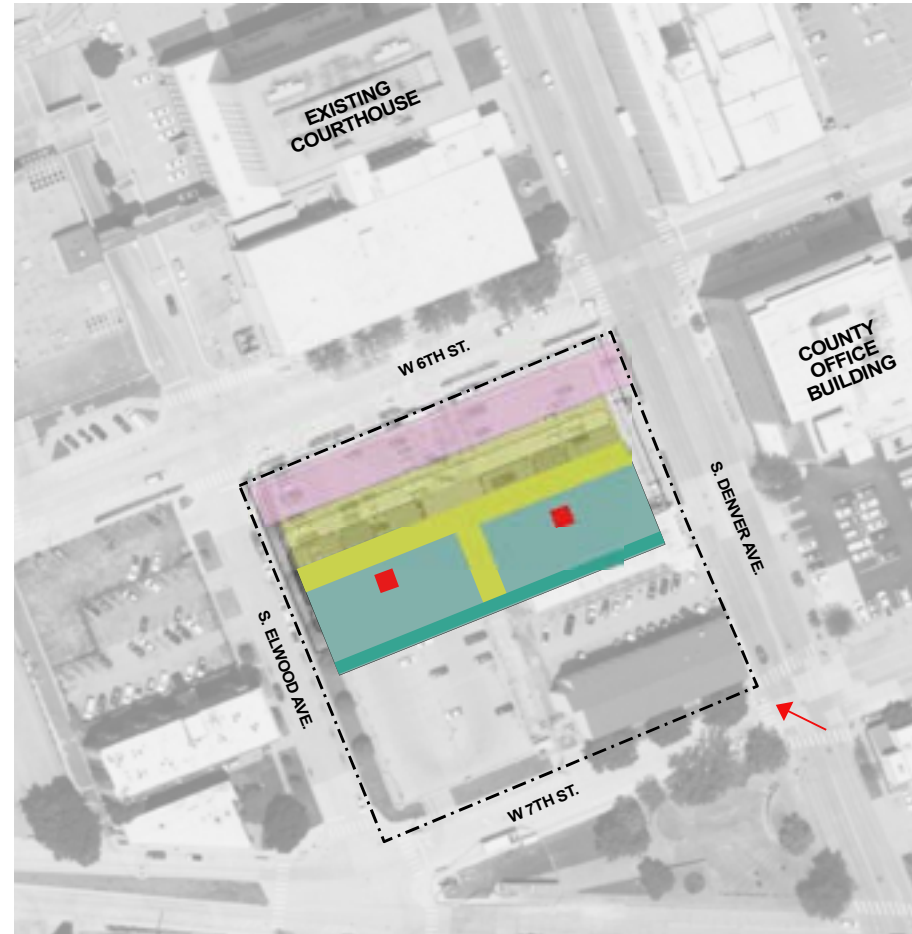 EXISTING
COURTHOUSE
W 6TH ST.
COUNTY
OFFICE
BUILDING
S. DENVER AVE.
S. ELWOOD AVE.
W 7TH ST.